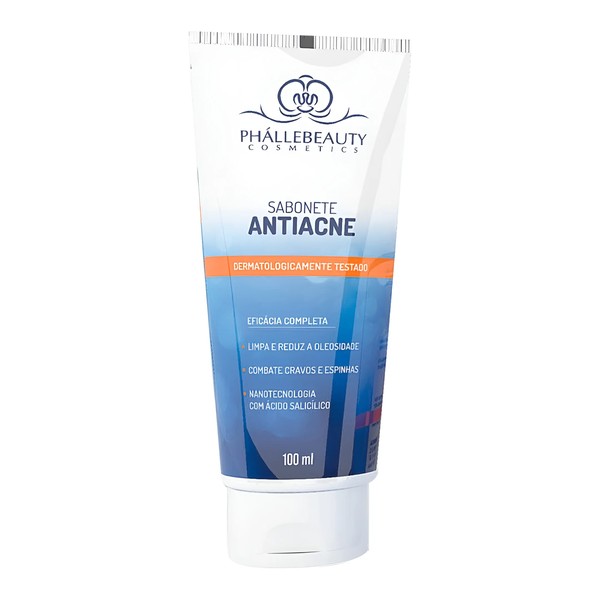 PHÁLLEBEAUTY
COSMETICS
SABONETE
ANTIACNE
DERMATOLOGICAMENTE TESTADO
EFICÁCIA COMPLETA
• LIMPA E REDUZ A OLEOSIDADE
• COMBATE CRAVOS E ESPINHAS
• NANOTECNOLOGIA
COM ÁCIDO SALICÍLICO
100 ml